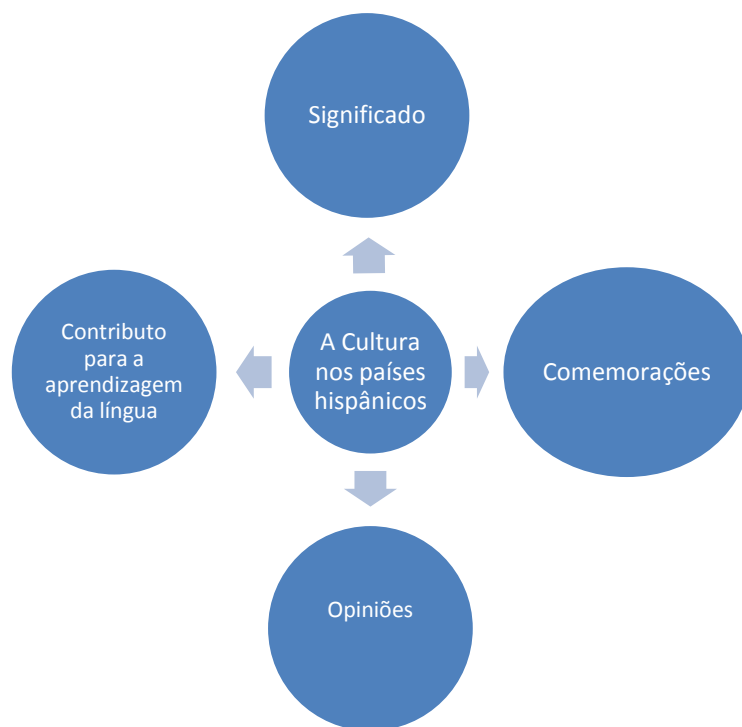 Significado
Contributo
para a
aprendizagem
da língua
A Cultura
nos países
hispânicos
Comemorações
Opiniões